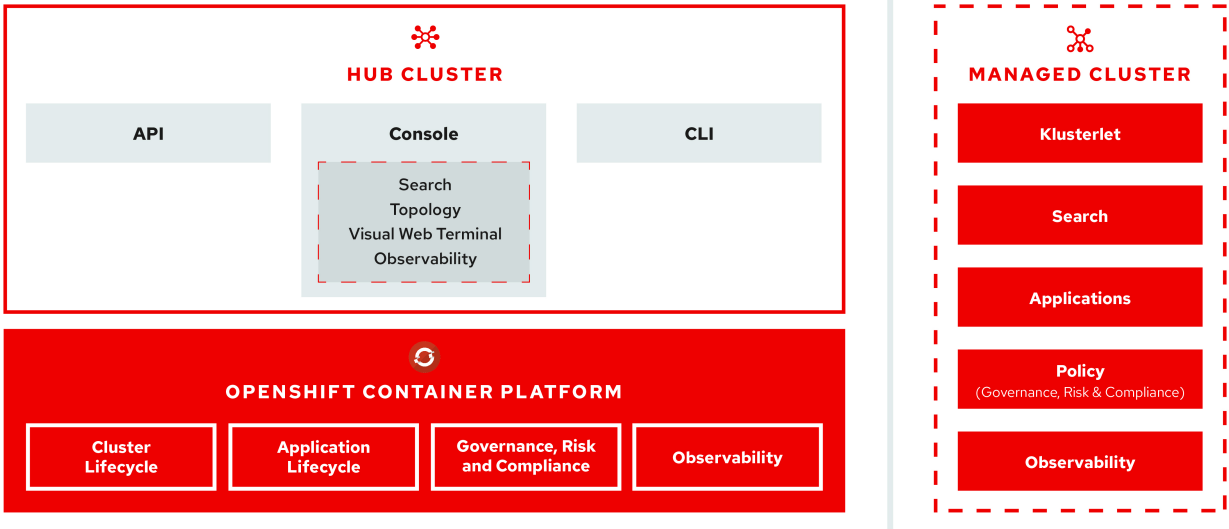 HUB CLUSTER
API
Console
CLI
Search
Topology
Visual Web Terminal
Observability
OPENSHIFT CONTAINER PLATFORM
Cluster
Lifecycle
Application
Lifecycle
Governance, Risk
and Compliance
Observability
MANAGED CLUSTER
Klusterlet
Search
Applications
Policy
(Governance, Risk & Compliance)
Observability